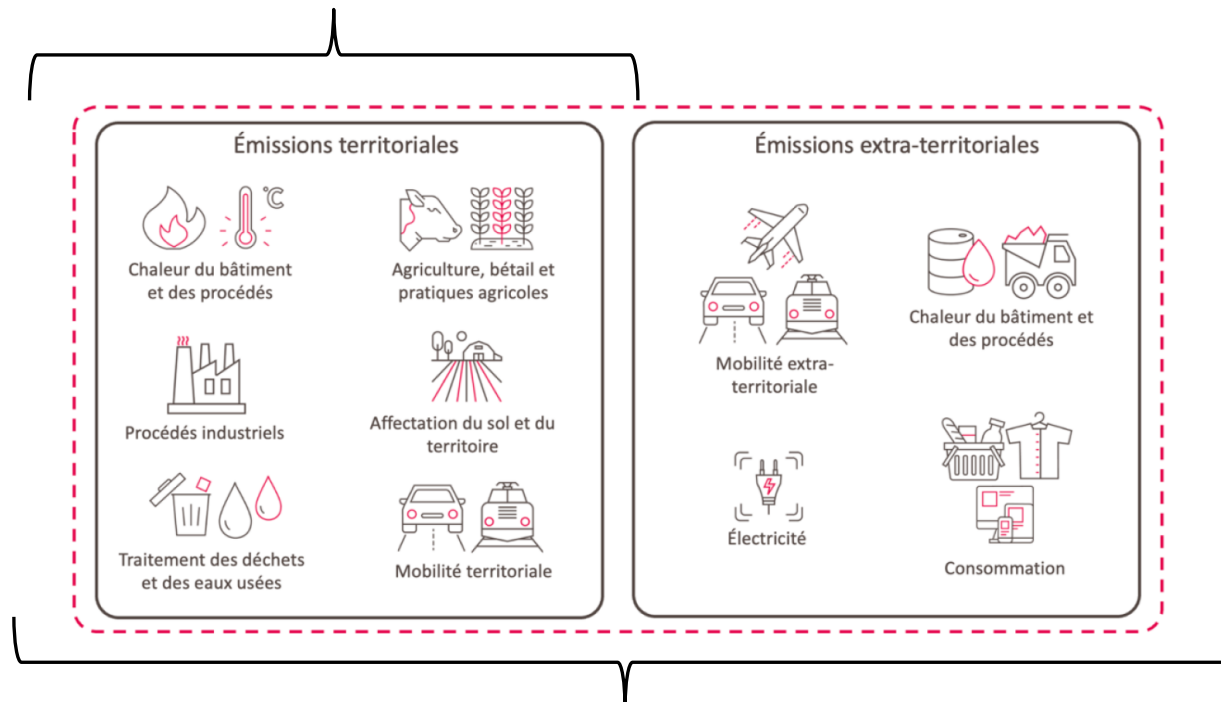 Émissions territoriales
°C
Chaleur du bâtiment
et des procédés
Agriculture, bétail et
pratiques agricoles
Procédés industriels
Affectation du sol et du
territoire
Traitement des déchets
et des eaux usées
Mobilité territoriale
Émissions extra-territoriales
Mobilité extra-
territoriale
Chaleur du bâtiment et
des procédés
Électricité
Consommation